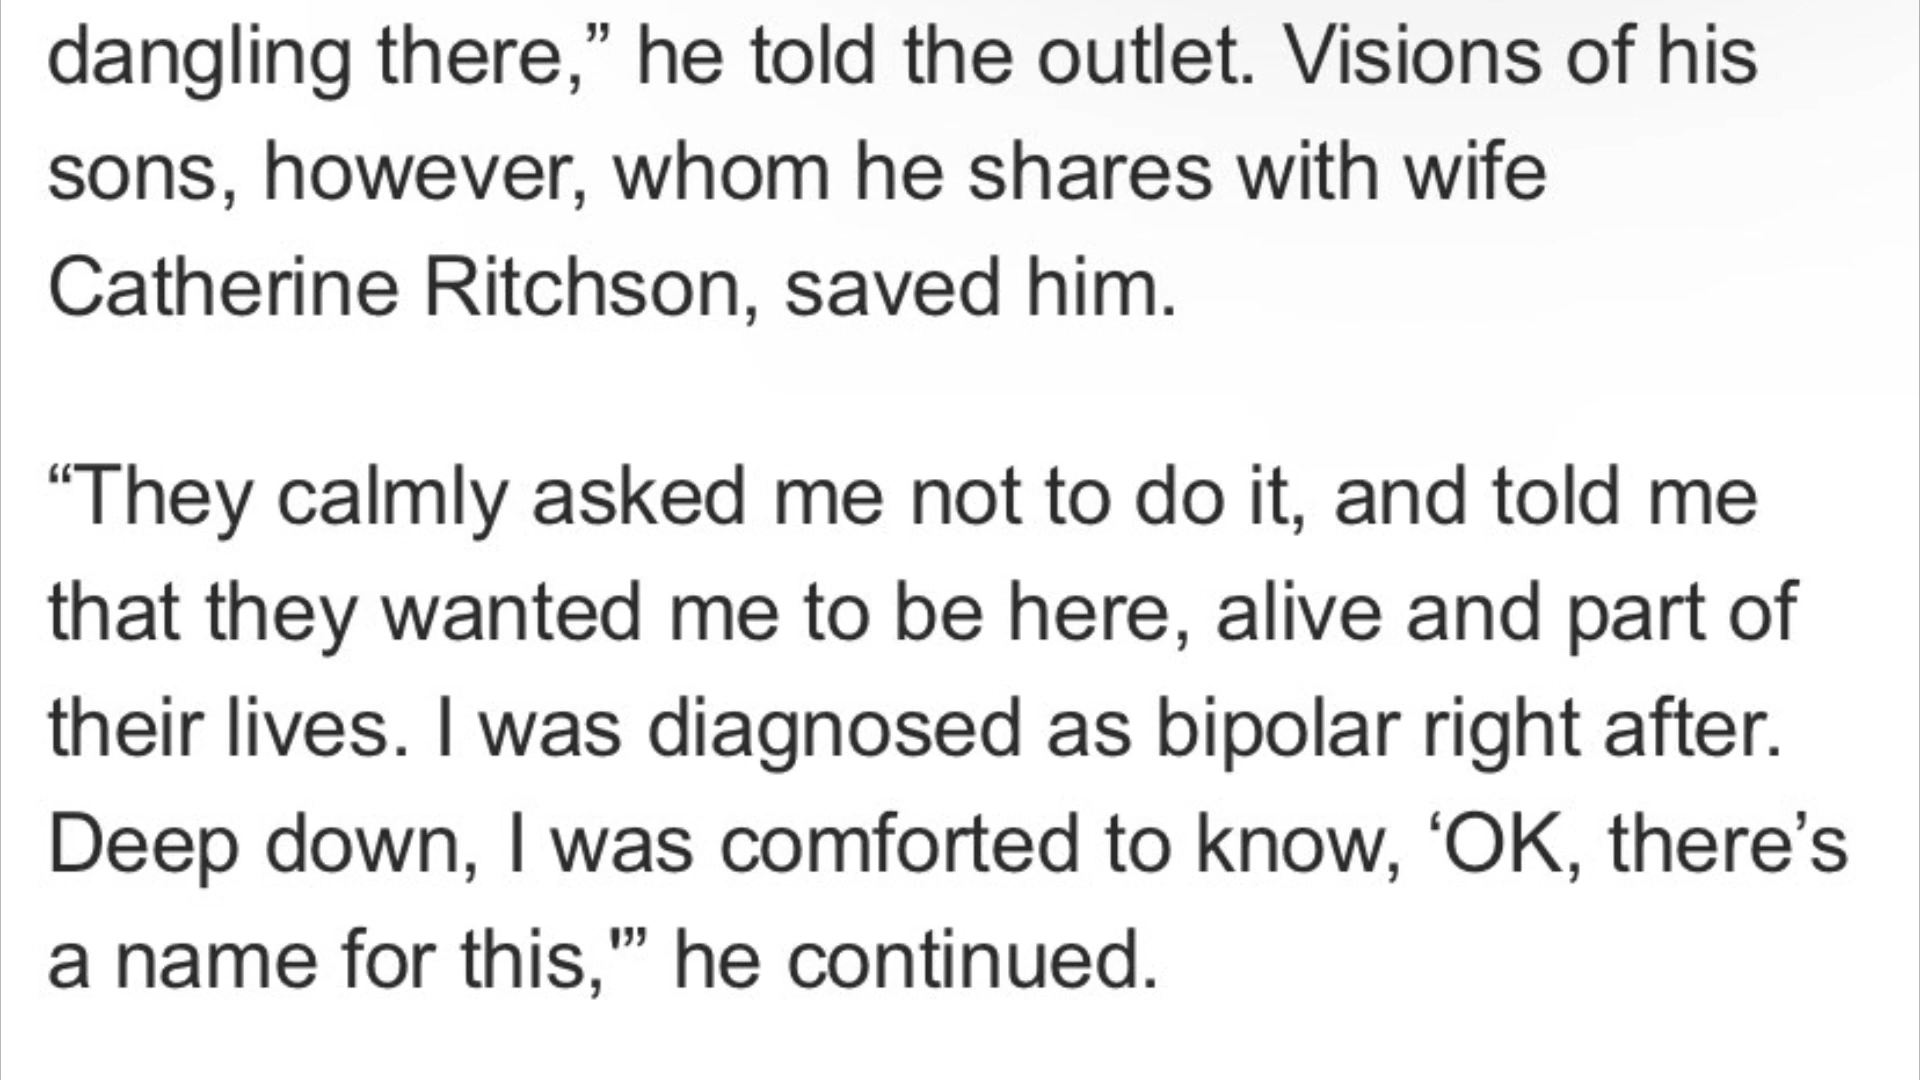 dangling there,” he told the outlet. Visions of his
sons, however, whom he shares with wife
Catherine Ritchson, saved him.
“They calmly asked me not to do it, and told me
that they wanted me to be here, alive and part of
their lives. I was diagnosed as bipolar right after.
Deep down, I was comforted to know, ‘OK, there’s
a name for this,'” he continued.